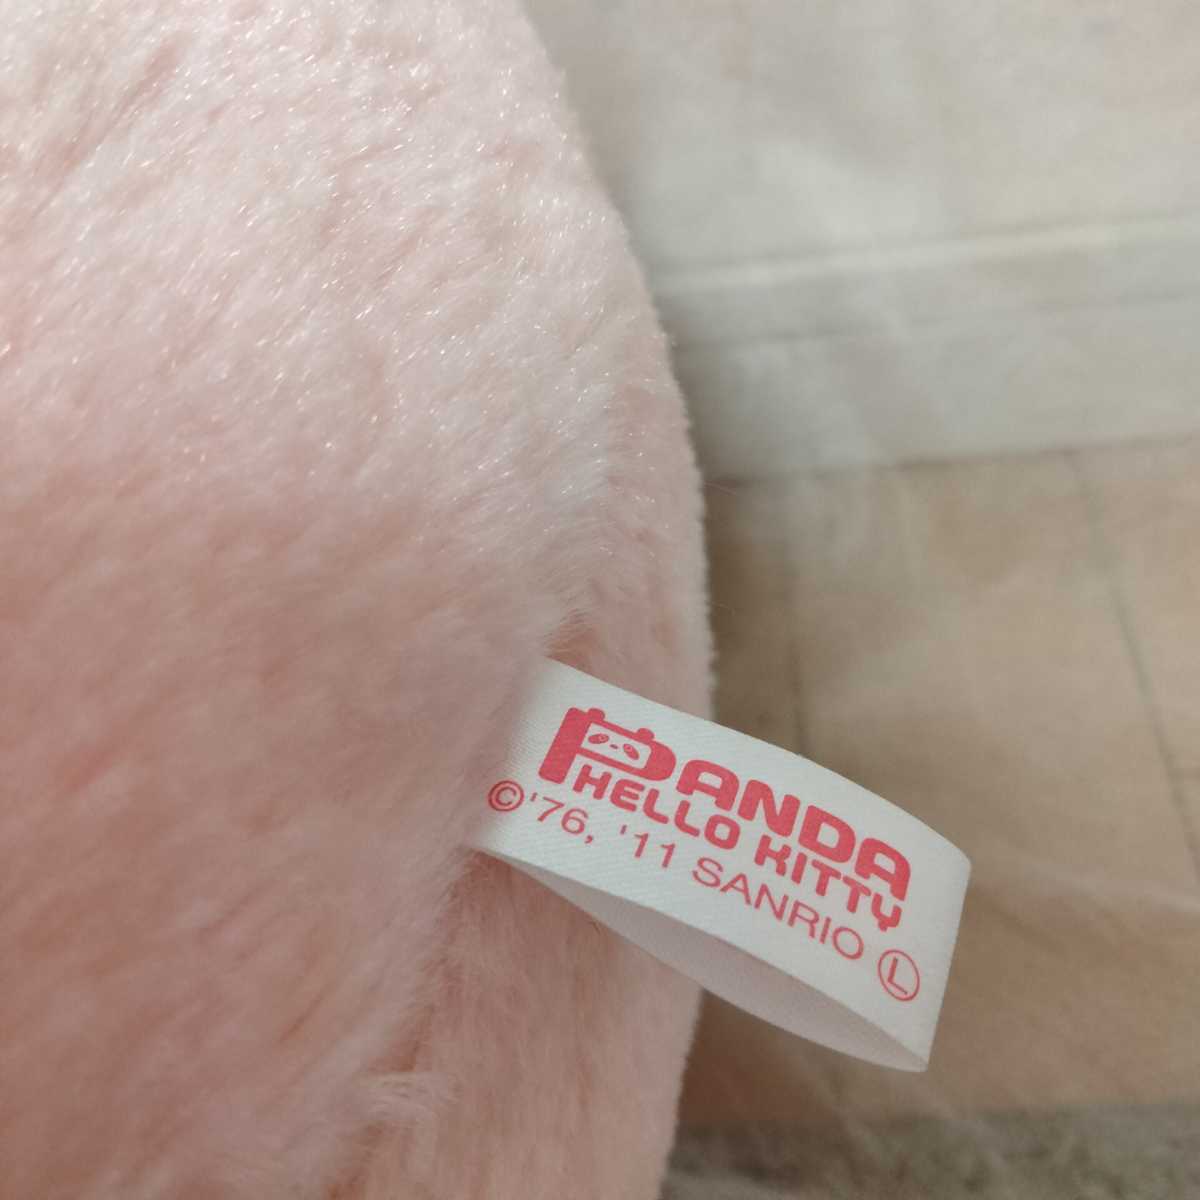 PANDA
HELLO KITTY
©'76, '11 SANRIO Ⓛ